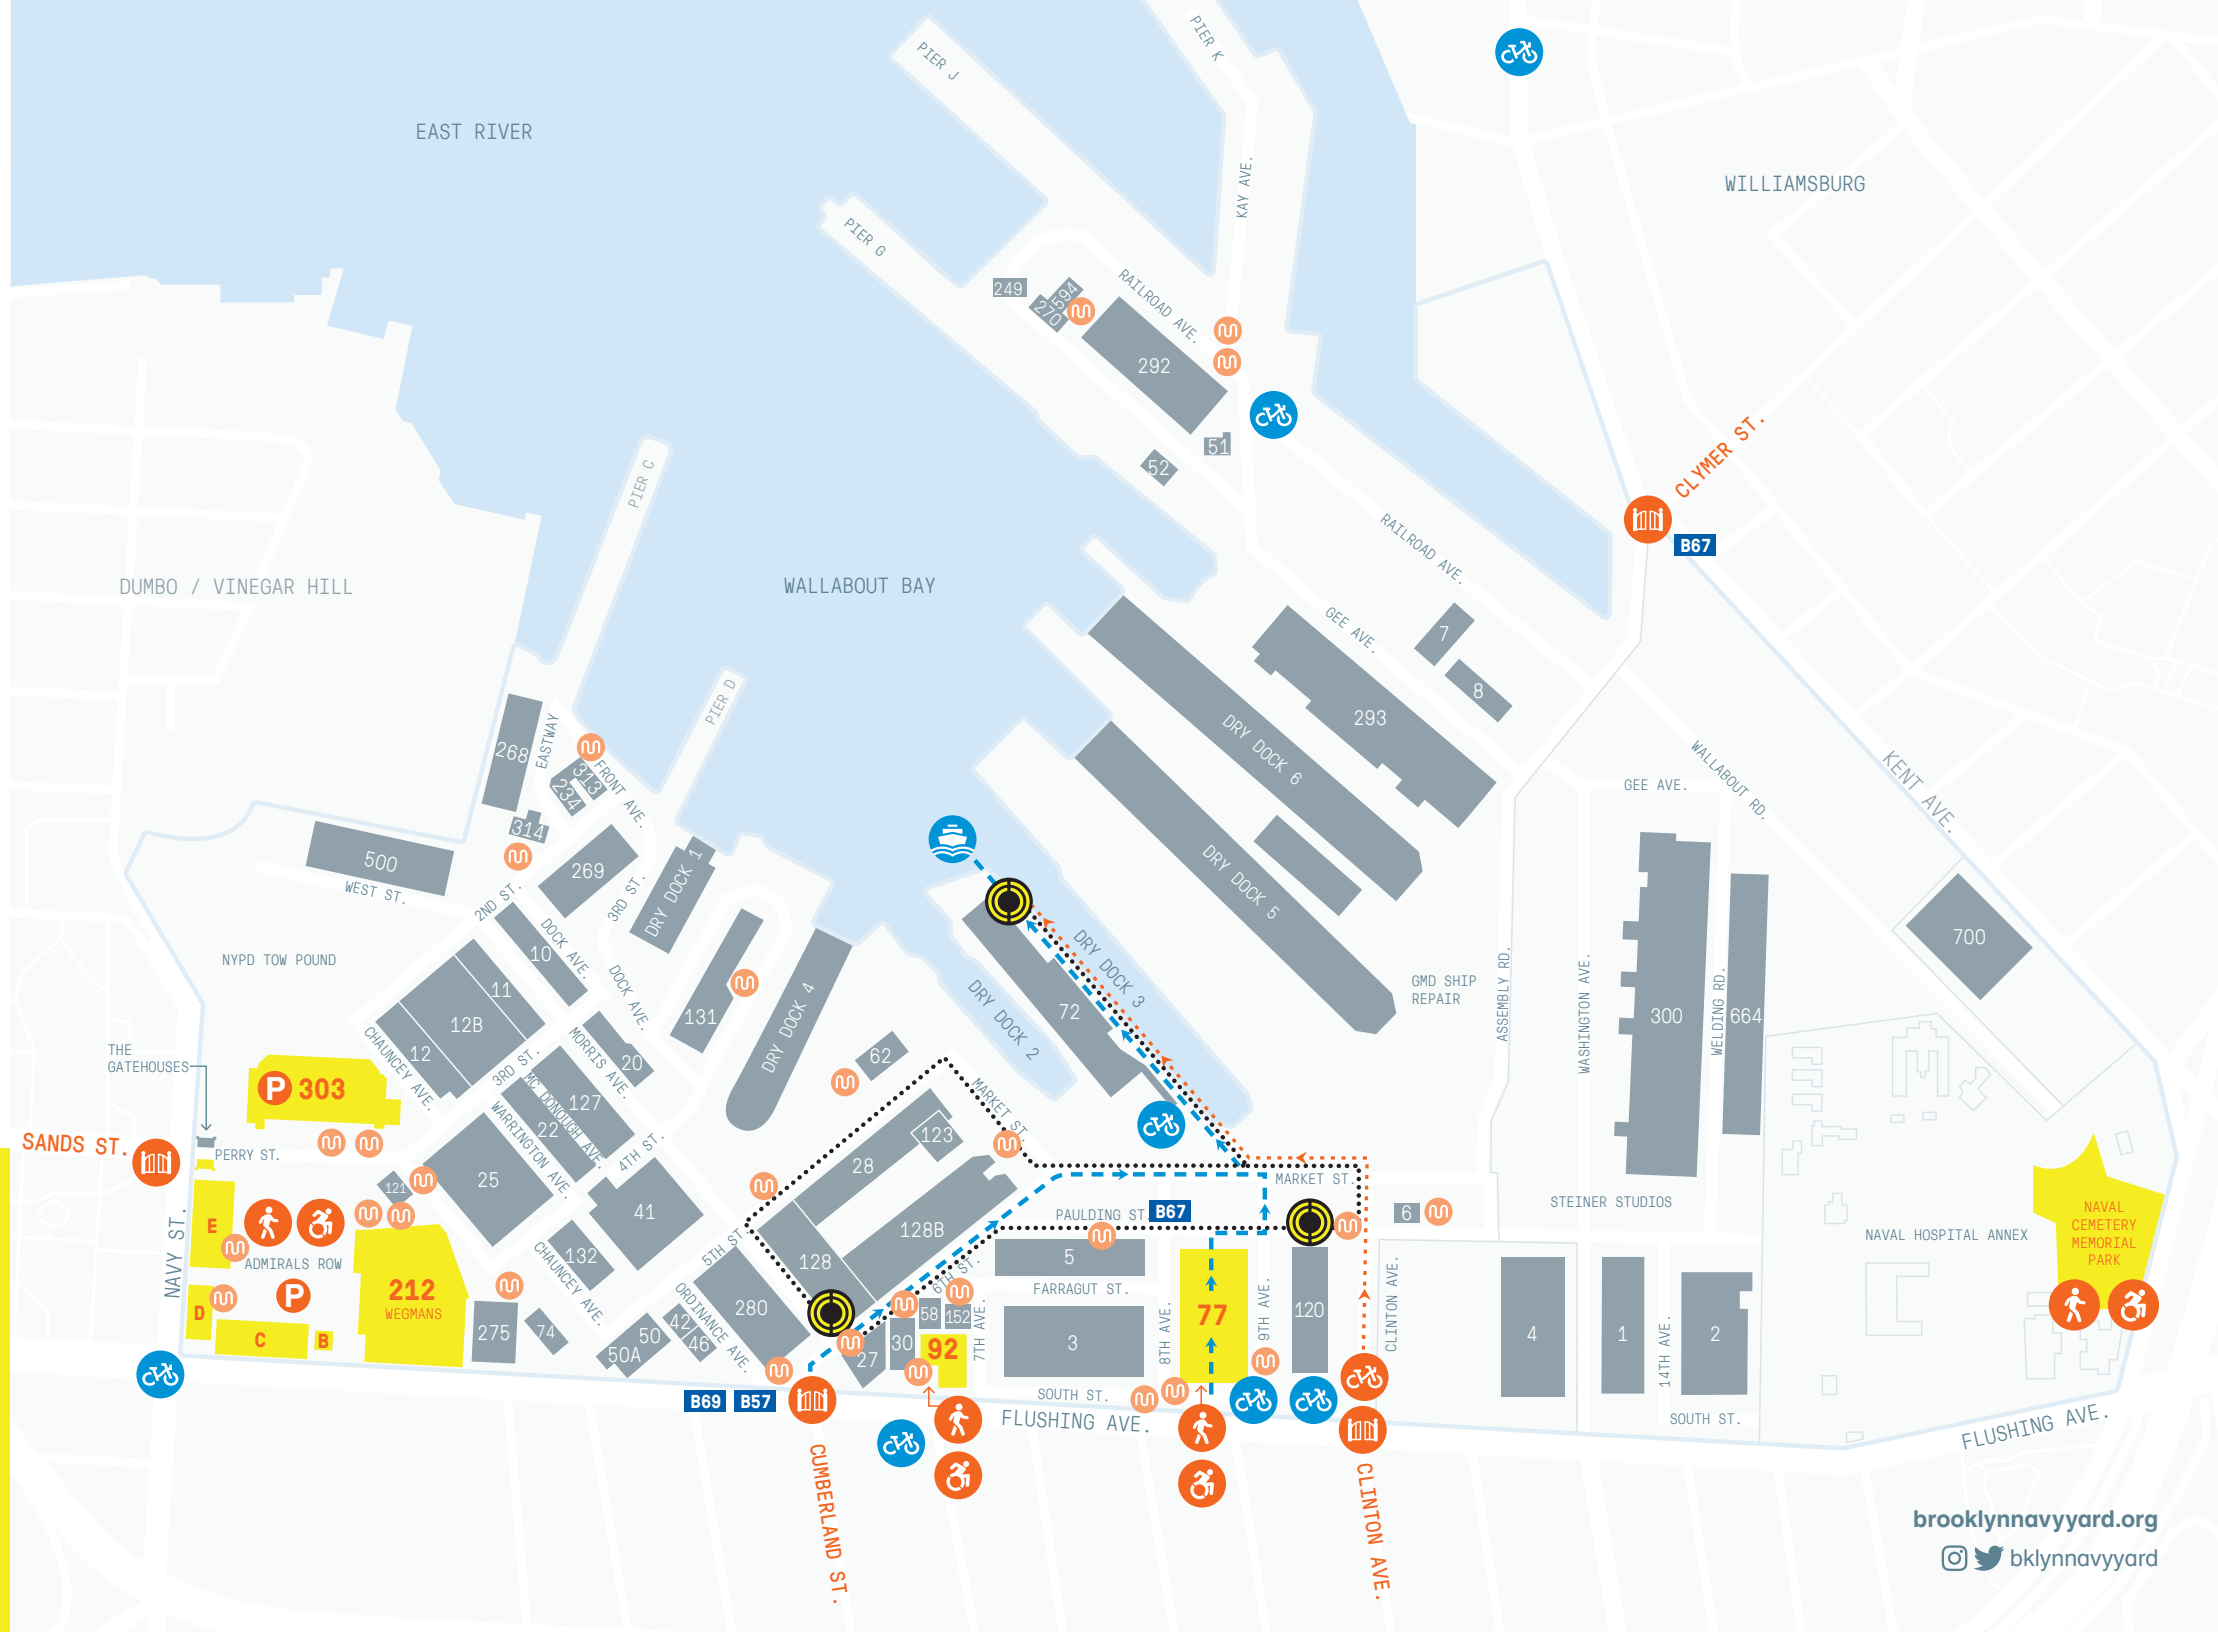 PIER K
PIER J
EAST RIVER
KAY AVE.
WILLIAMSBURG
PIER G
RAILROAD AVE.
249
594
270
292
51
52
CLYMER ST.
B67
PIER C
RAILROAD AVE.
DUMBO / VINEGAR HILL
WALLABOUT BAY
GEE AVE.
7
8
PIER D
293
DRY DOCK 6
268
EASTWAY
313
234
FRONT AVE.
314
WALLABOUT RD.
KENT AVE.
GEE AVE.
500
WEST ST.
269
2ND ST.
3RD ST.
DRY DOCK 1
DRY DOCK 5
10
DOCK AVE.
DOCK AVE.
NYPD TOW POUND
700
DRY DOCK 3
GMD SHIP
REPAIR
11
12B
12
131
DRY DOCK 4
DRY DOCK 2
72
ASSEMBLY RD.
WASHINGTON AVE.
300
WELDING RD.
664
THE
GATEHOUSES
CHAUNCEY AVE.
3RD ST.
MORRIS AVE.
20
62
P
303
MC DONOUGH AVE.
127
22
WARRINGTON AVE.
4TH ST.
MARKET ST.
123
28
SANDS ST.
PERRY ST.
121
25
41
MARKET ST.
STEINER STUDIOS
NAVAL
CEMETERY
MEMORIAL
PARK
E
PAULDING ST.
B67
6
128B
NAVAL HOSPITAL ANNEX
NAVY ST.
ADMIRALS ROW
132
CHAUNCEY AVE.
5TH ST.
128
5
6TH ST.
FARRAGUT ST.
P
212
WEGMANS
ORDINANCE AVE.
280
58
152
7TH AVE.
3
8TH AVE.
77
9TH AVE.
120
CLINTON AVE.
4
1
14TH AVE.
2
D
C
B
275
74
50
50A
42
46
27
30
92
SOUTH ST.
SOUTH ST.
B69
B57
FLUSHING AVE.
FLUSHING AVE.
CUMBERLAND ST.
CLINTON AVE.
brooklynnavyyard.org
bklynnavyyard